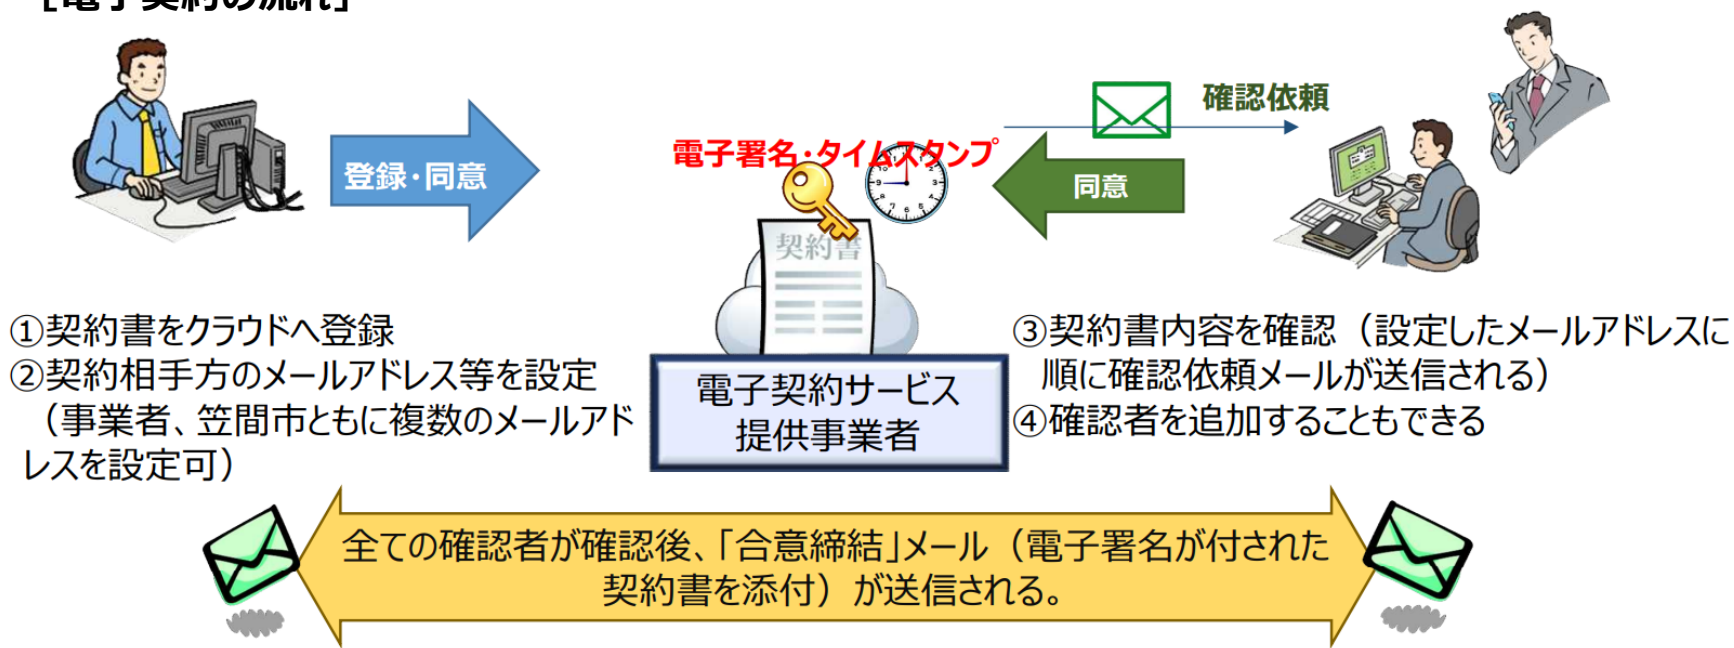 [電子契約の流れ]
確認依頼
電子署名・タイムスタンプ
登録・同意
同意
契約書
①契約書をクラウドへ登録
②契約相手方のメールアドレス等を設定
（事業者、笠間市ともに複数のメールアド
レスを設定可）
電子契約サービス
提供事業者
③契約書内容を確認（設定したメールアドレスに
順に確認依頼メールが送信される）
④確認者を追加することもできる
全ての確認者が確認後、「合意締結」メール（電子署名が付された
契約書を添付）が送信される。